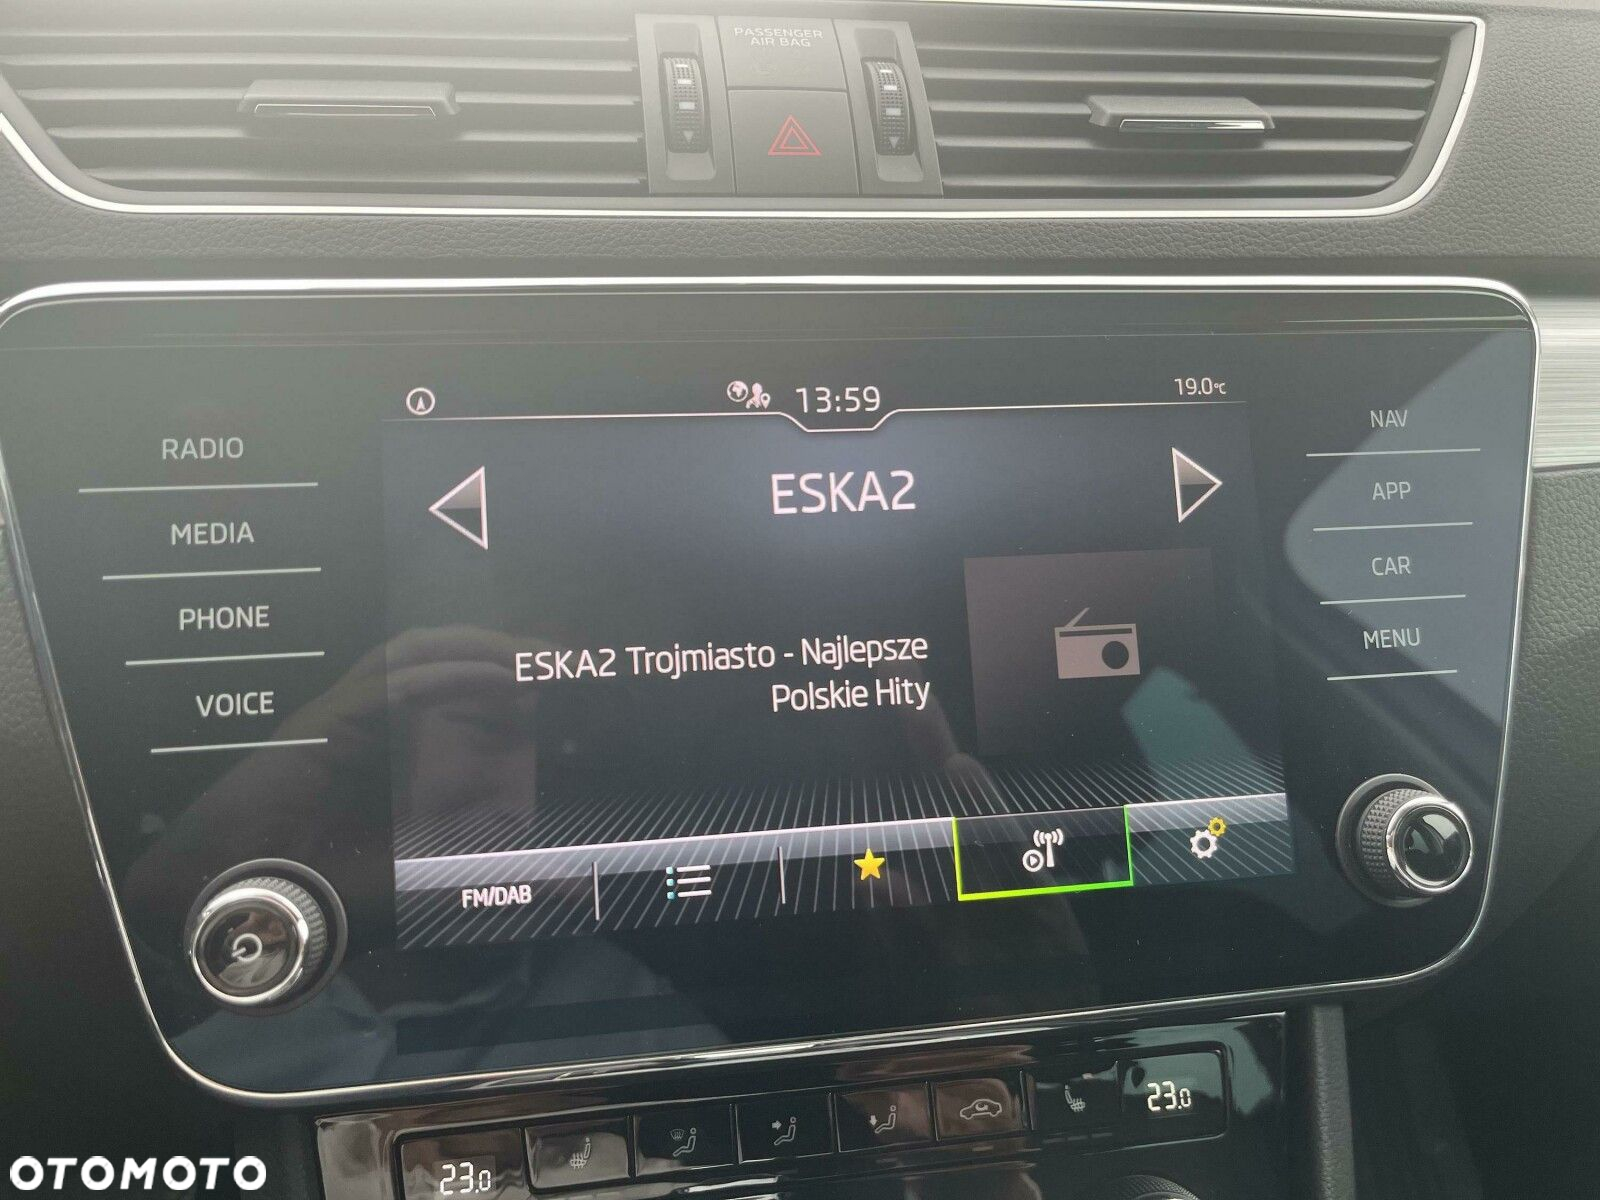 PASSENGER
AIR BAG
13:59
19.0°C
RADIO
MEDIA
PHONE
VOICE
ESKA2
ESKA2 Trojmiasto - Najlepsze
Polskie Hity
NAV
APP
CAR
MENU
FM/DAB
23.0
23.0
OTOMOTO